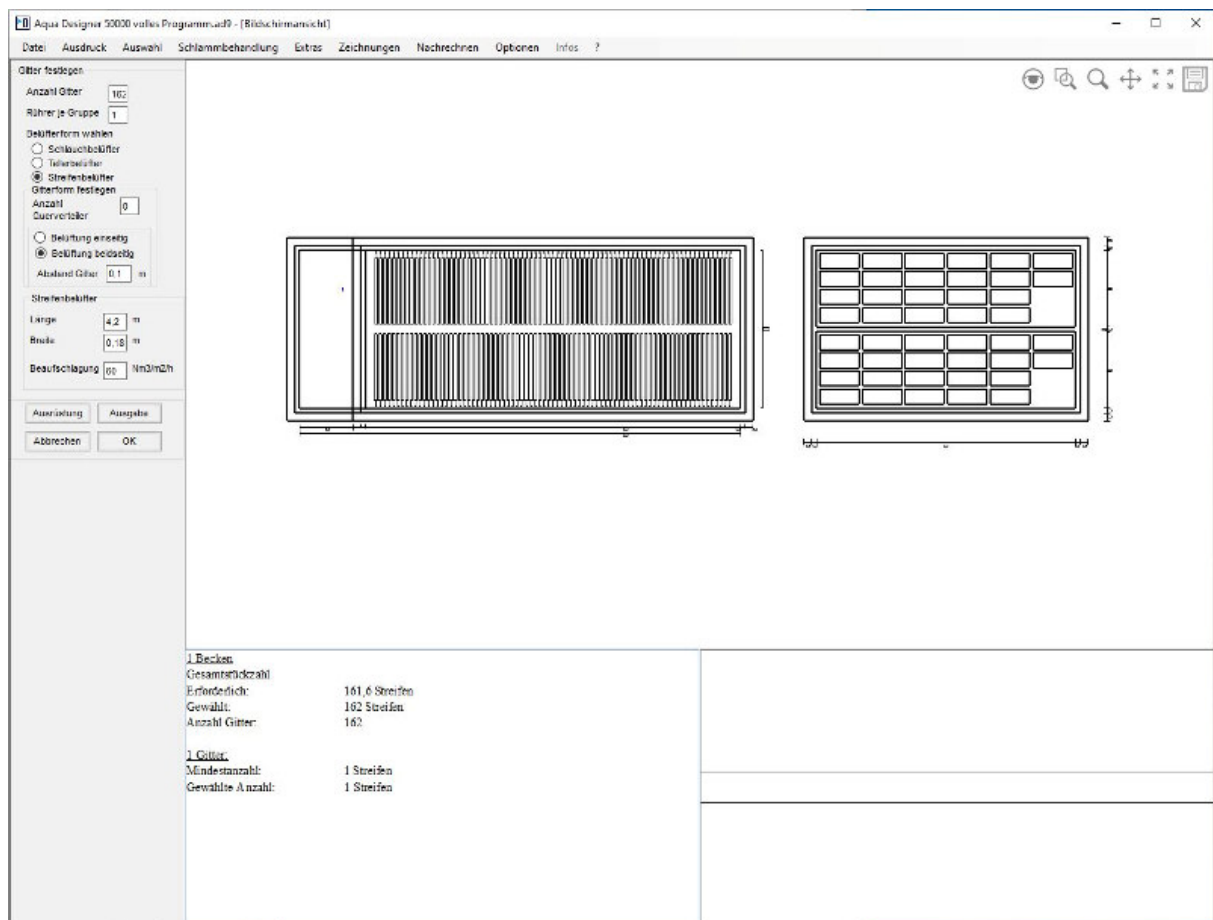 Aqua Designer 50000 volles Programm.ad9 - [Bildschirmansicht]
Datei Ausdruck Auswahl Schlammbehandlung Extras Zeichnungen Nachrechnen Optionen Infos ?
Gitter festlegen
Anzahl Gitter 162
Rührer je Gruppe 1
Belüfterform wählen
Schlauchbelüfter
Tellerbelüfter
Streifenbelüfter
Gitterform festlegen
Anzahl 0
Querverteiler
Belüftung einseitig
Belüftung beidseitig
Abstand Gitter 0,1 m
Streifenbelüfter
Länge 4,2 m
Breite 0,18 m
Beaufschlagung 60 Nm3/m2/h
Ausrüstung Ausgabe
Abbrechen OK
1 Becken
Gesamtstückzahl
Erforderlich: 161,6 Streifen
Gewählt: 162 Streifen
Anzahl Gitter: 162
1 Gitter:
Mindestanzahl: 1 Streifen
Gewählte Anzahl: 1 Streifen